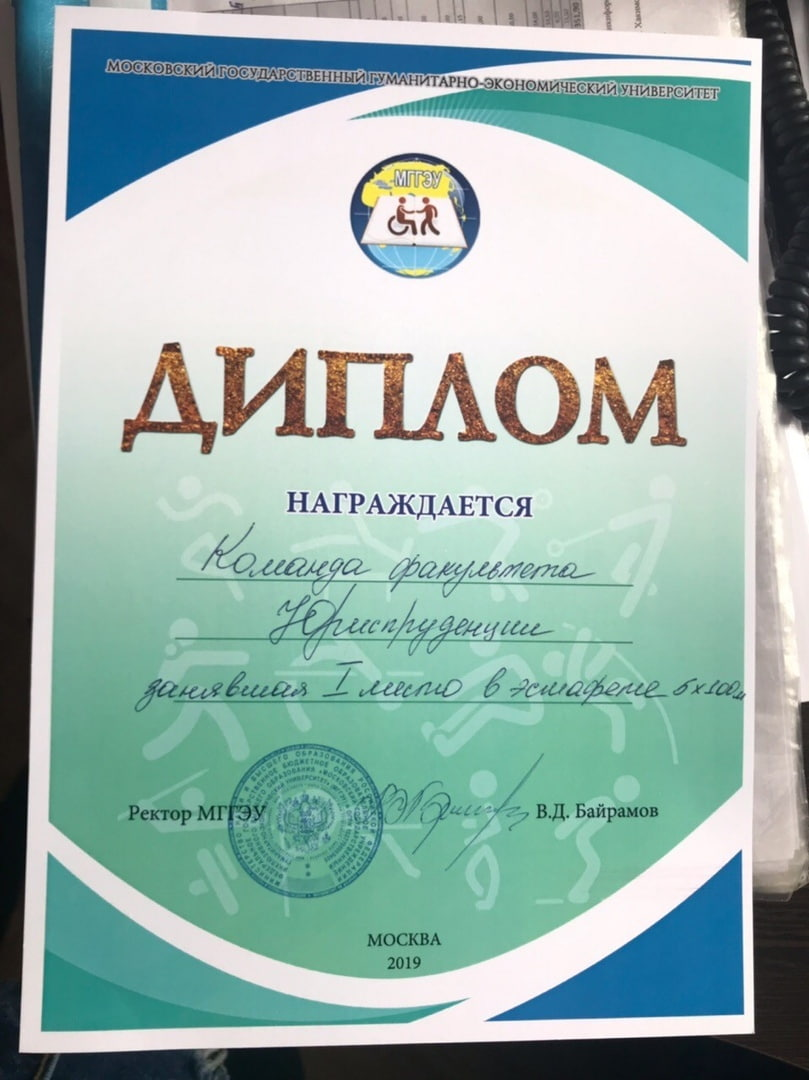 МОСКОВСКИЙ ГОСУДАРСТВЕННЫЙ ГУМАНИТАРНО-ЭКОНОМИЧЕСКИЙ УНИВЕРСИТЕТ
МГГЭУ
ДИПЛОМ
НАГРАЖДАЕТСЯ
Команда факультета
Юриспруденции
занявшая I место в эстафете 5х100м
Ректор МГГЭУ
В.Д. Байрамов
МОСКВА
2019